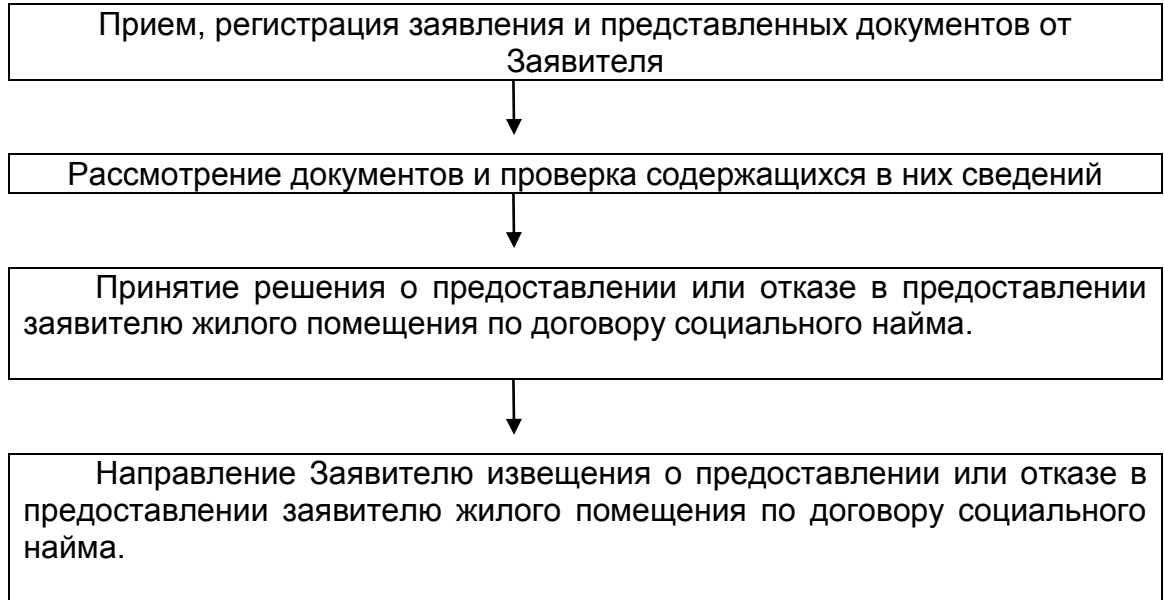 Прием, регистрация заявления и представленных документов от
Заявителя
Рассмотрение документов и проверка содержащихся в них сведений
Принятие решения о предоставлении или отказе в предоставлении
заявителю жилого помещения по договору социального найма.
Направление Заявителю извещения о предоставлении или отказе в
предоставлении заявителю жилого помещения по договору социального
найма.